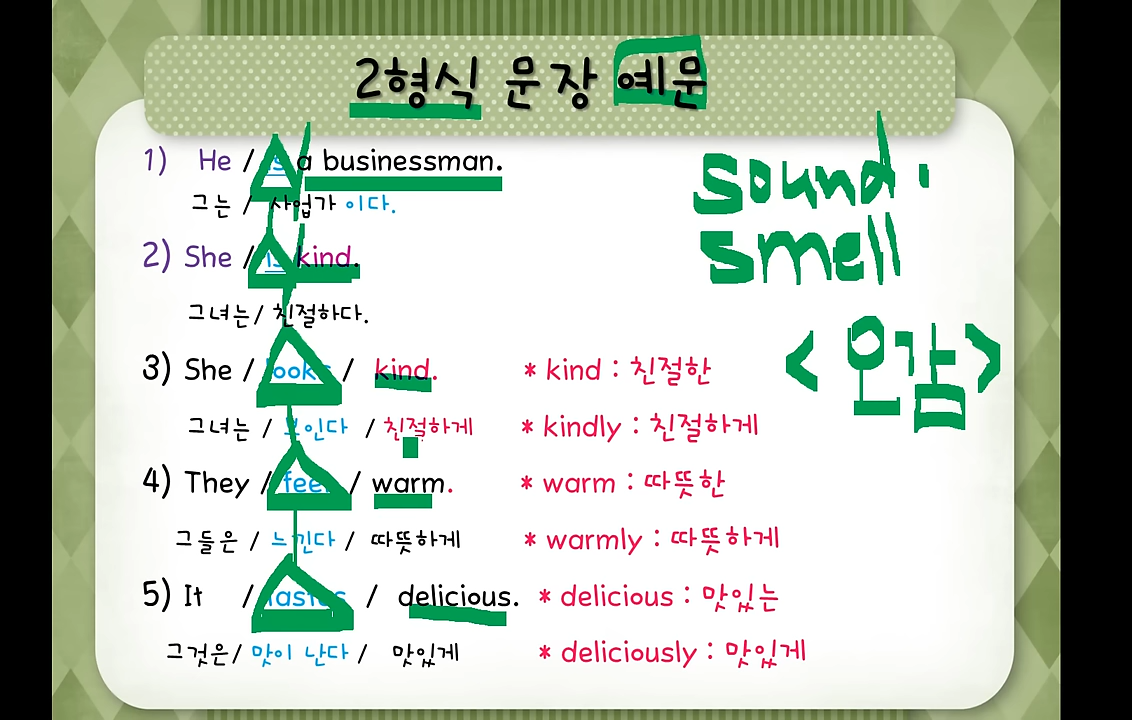 2형식 문장 예문
1) He / is a businessman.
그는 / 사업가 이다.
2) She / is kind.
그녀는 / 친절하다.
3) She / looks / kind. * kind : 친절한
그녀는 / 보인다 / 친절하게 * kindly : 친절하게
4) They / feel / warm. * warm : 따뜻한
그들은 / 느낀다 / 따뜻하게 * warmly : 따뜻하게
5) It / tastes / delicious. * delicious : 맛있는
그것은 / 맛이 난다 / 맛있게 * deliciously : 맛있게
sound.
smell
<오감>